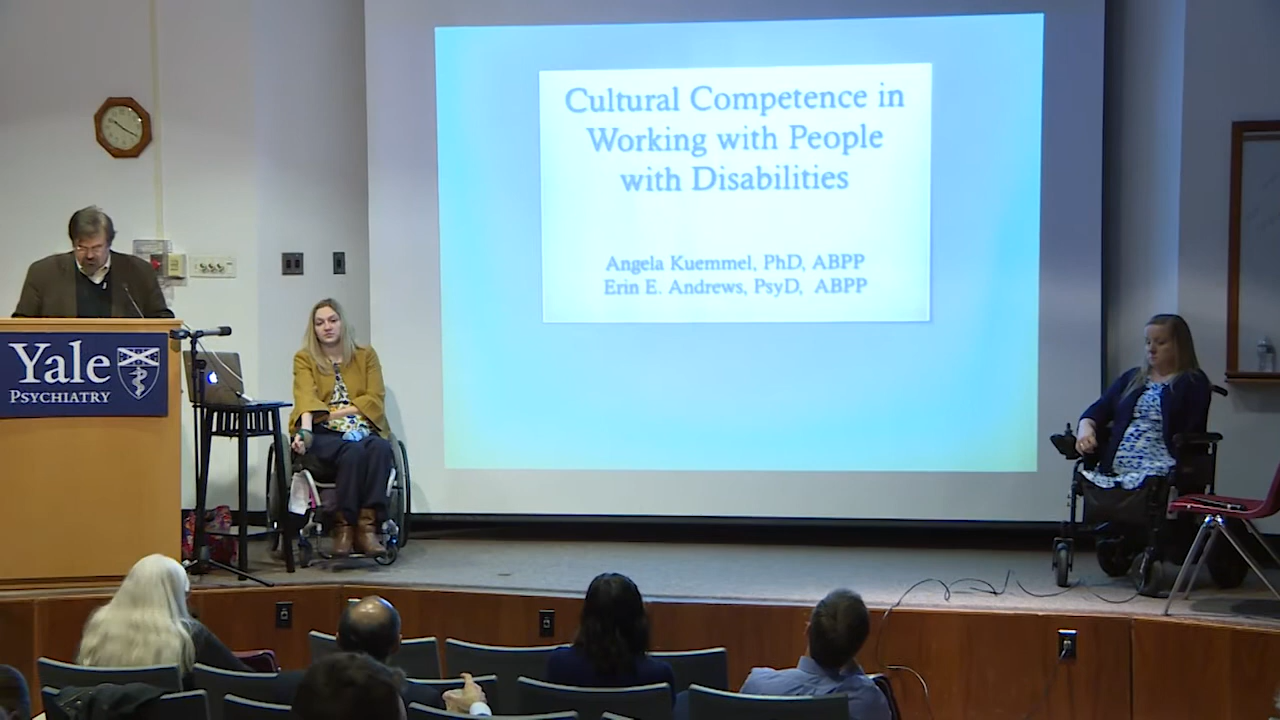 Cultural Competence in
Working with People
with Disabilities
Angela Kuemmel, PhD, ABPP
Erin E. Andrews, PsyD, ABPP
Yale
PSYCHIATRY